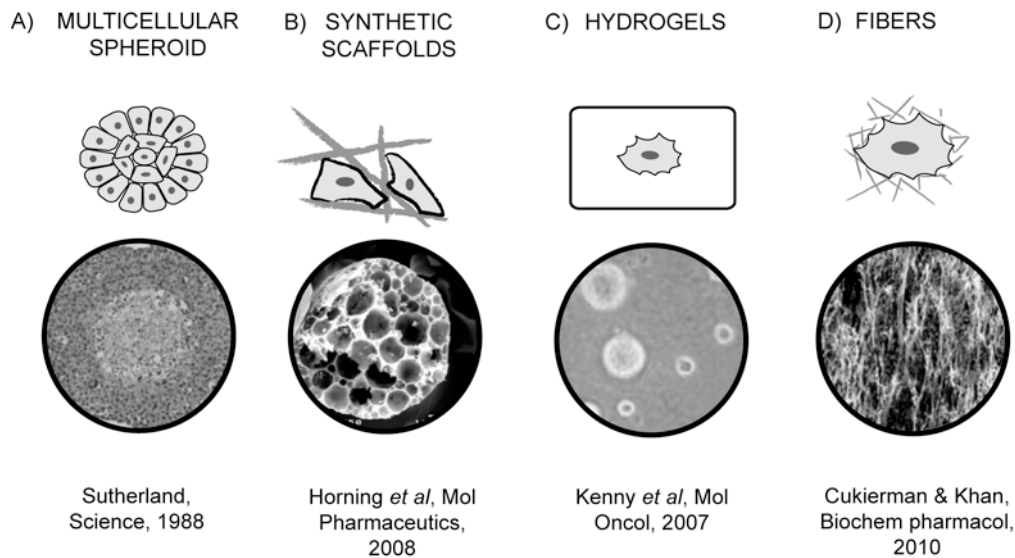 A) MULTICELLULAR
SPHEROID
B) SYNTHETIC
SCAFFOLDS
C) HYDROGELS
D) FIBERS
Sutherland,
Science, 1988
Horning et al, Mol
Pharmaceutics,
2008
Kenny et al, Mol
Oncol, 2007
Cukierman & Khan,
Biochem pharmacol,
2010